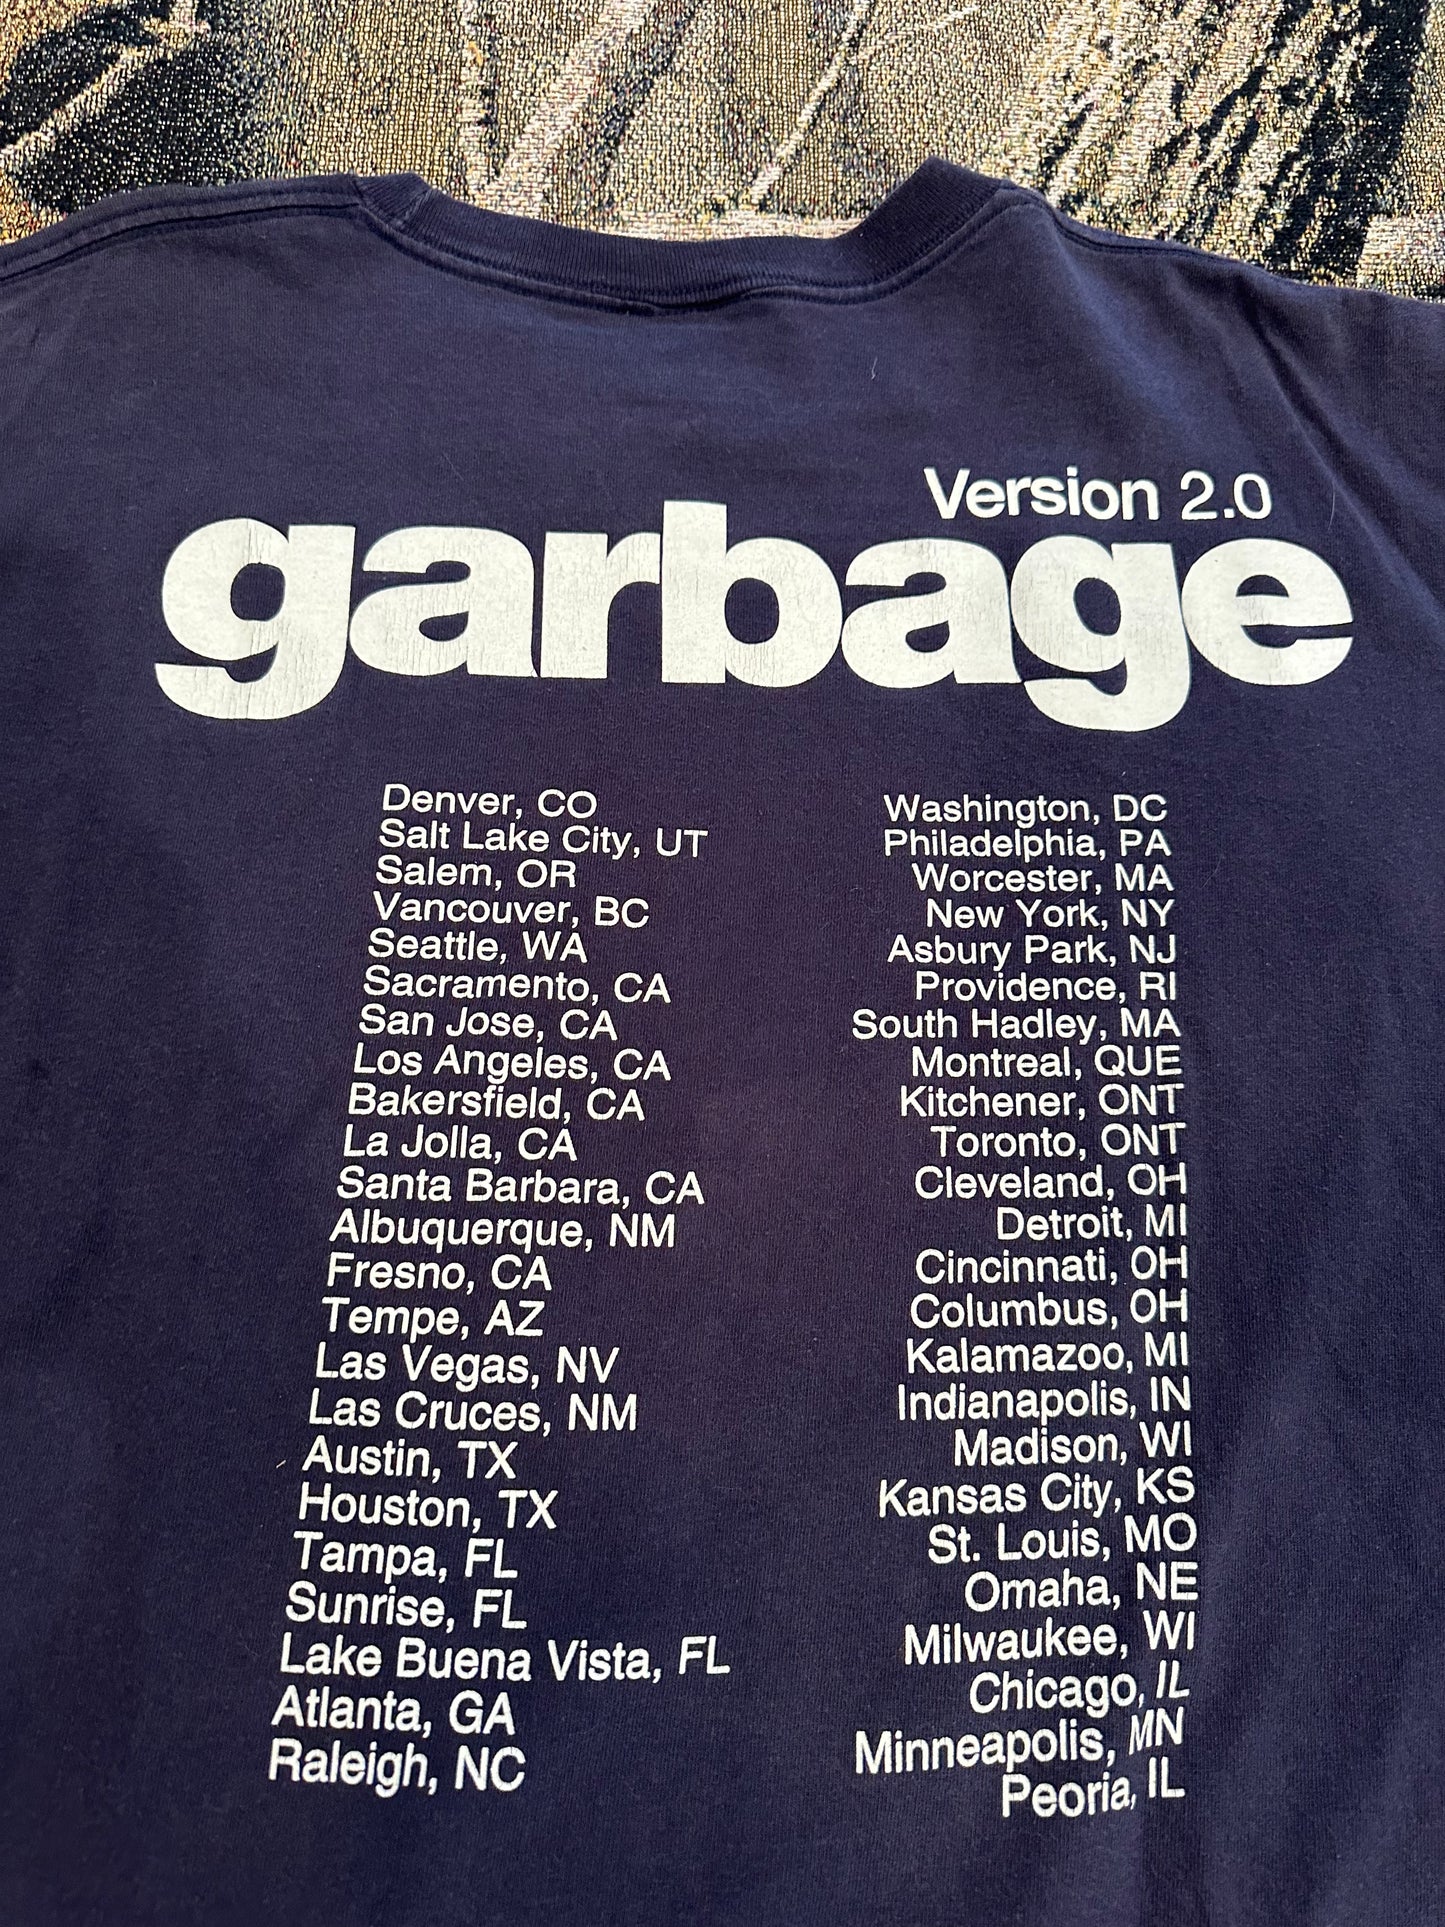 Version 2.0
garbage
Denver, CO
Salt Lake City, UT
Salem, OR
Vancouver, BC
Seattle, WA
Sacramento, CA
San Jose, CA
Los Angeles, CA
Bakersfield, CA
La Jolla, CA
Santa Barbara, CA
Albuquerque, NM
Fresno, CA
Tempe, AZ
Las Vegas, NV
Las Cruces, NM
Austin, TX
Houston, TX
Tampa, FL
Sunrise, FL
Lake Buena Vista, FL
Atlanta, GA
Raleigh, NC
Washington, DC
Philadelphia, PA
Worcester, MA
New York, NY
Asbury Park, NJ
Providence, RI
South Hadley, MA
Montreal, QUE
Kitchener, ONT
Toronto, ONT
Cleveland, OH
Detroit, MI
Cincinnati, OH
Columbus, OH
Kalamazoo, MI
Indianapolis, IN
Madison, WI
Kansas City, KS
St. Louis, MO
Omaha, NE
Milwaukee, WI
Chicago, IL
Minneapolis, MN
Peoria, IL